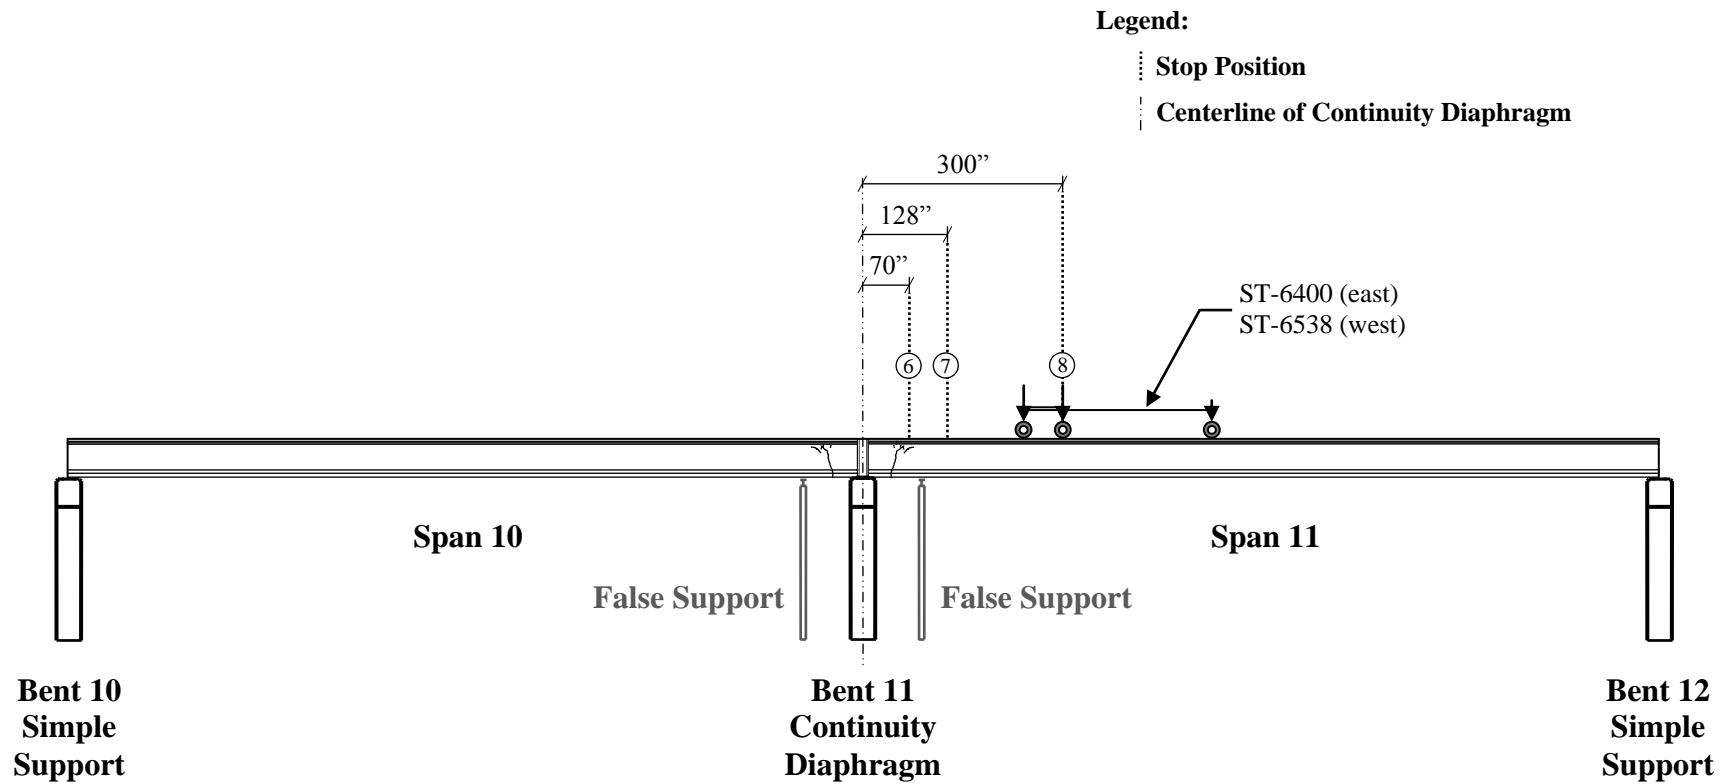 Legend:
Stop Position
Centerline of Continuity Diaphragm
300”
128”
70”
ST-6400 (east)
ST-6538 (west)
6
7
8
Span 10
Span 11
False Support
False Support
Bent 10
Simple
Support
Bent 11
Continuity
Diaphragm
Bent 12
Simple
Support